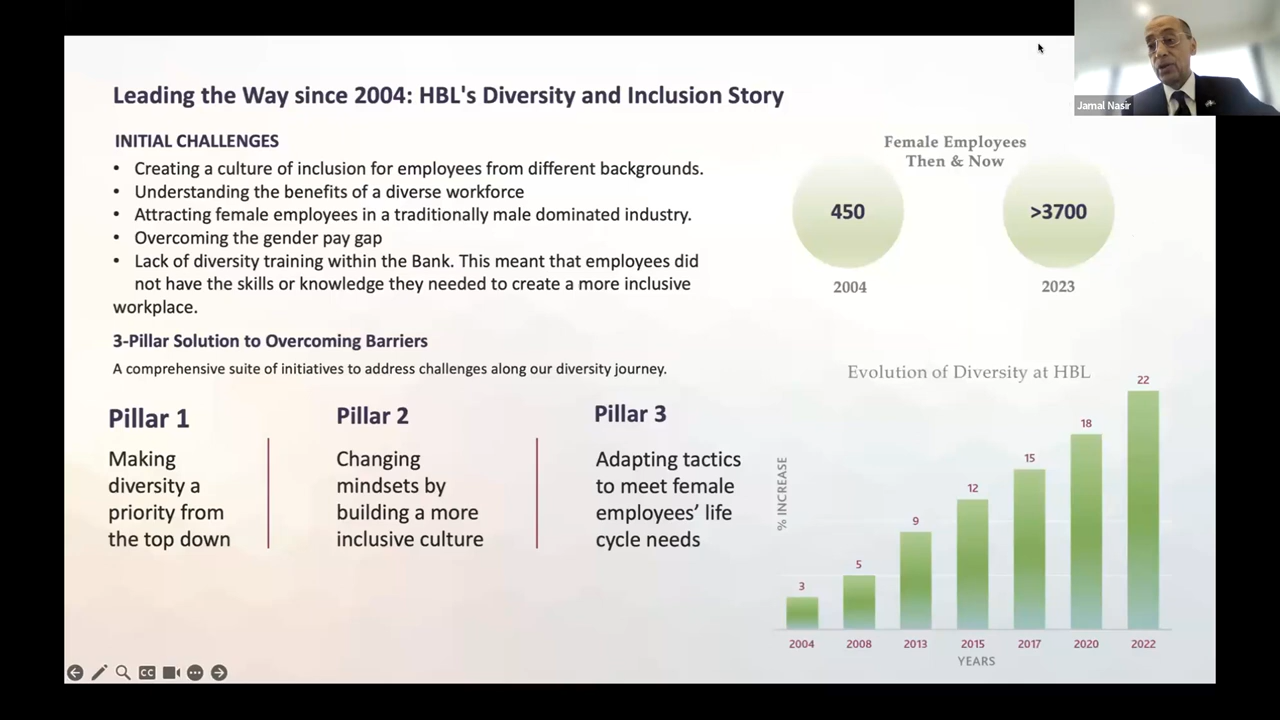 Leading the Way since 2004: HBL's Diversity and Inclusion Story
Jamal Nasir
INITIAL CHALLENGES
• Creating a culture of inclusion for employees from different backgrounds.
• Understanding the benefits of a diverse workforce
• Attracting female employees in a traditionally male dominated industry.
• Overcoming the gender pay gap
• Lack of diversity training within the Bank. This meant that employees did
not have the skills or knowledge they needed to create a more inclusive
workplace.
3-Pillar Solution to Overcoming Barriers
A comprehensive suite of initiatives to address challenges along our diversity journey.
Pillar 1
Making
diversity a
priority from
the top down
Pillar 2
Changing
mindsets by
building a more
inclusive culture
Pillar 3
Adapting tactics
to meet female
employees' life
cycle needs
Female Employees
Then & Now
450
>3700
2004
2023
Evolution of Diversity at HBL
% INCREASE
3
5
9
12
15
18
22
2004
2008
2013
2015
2017
2020
2022
YEARS
CC